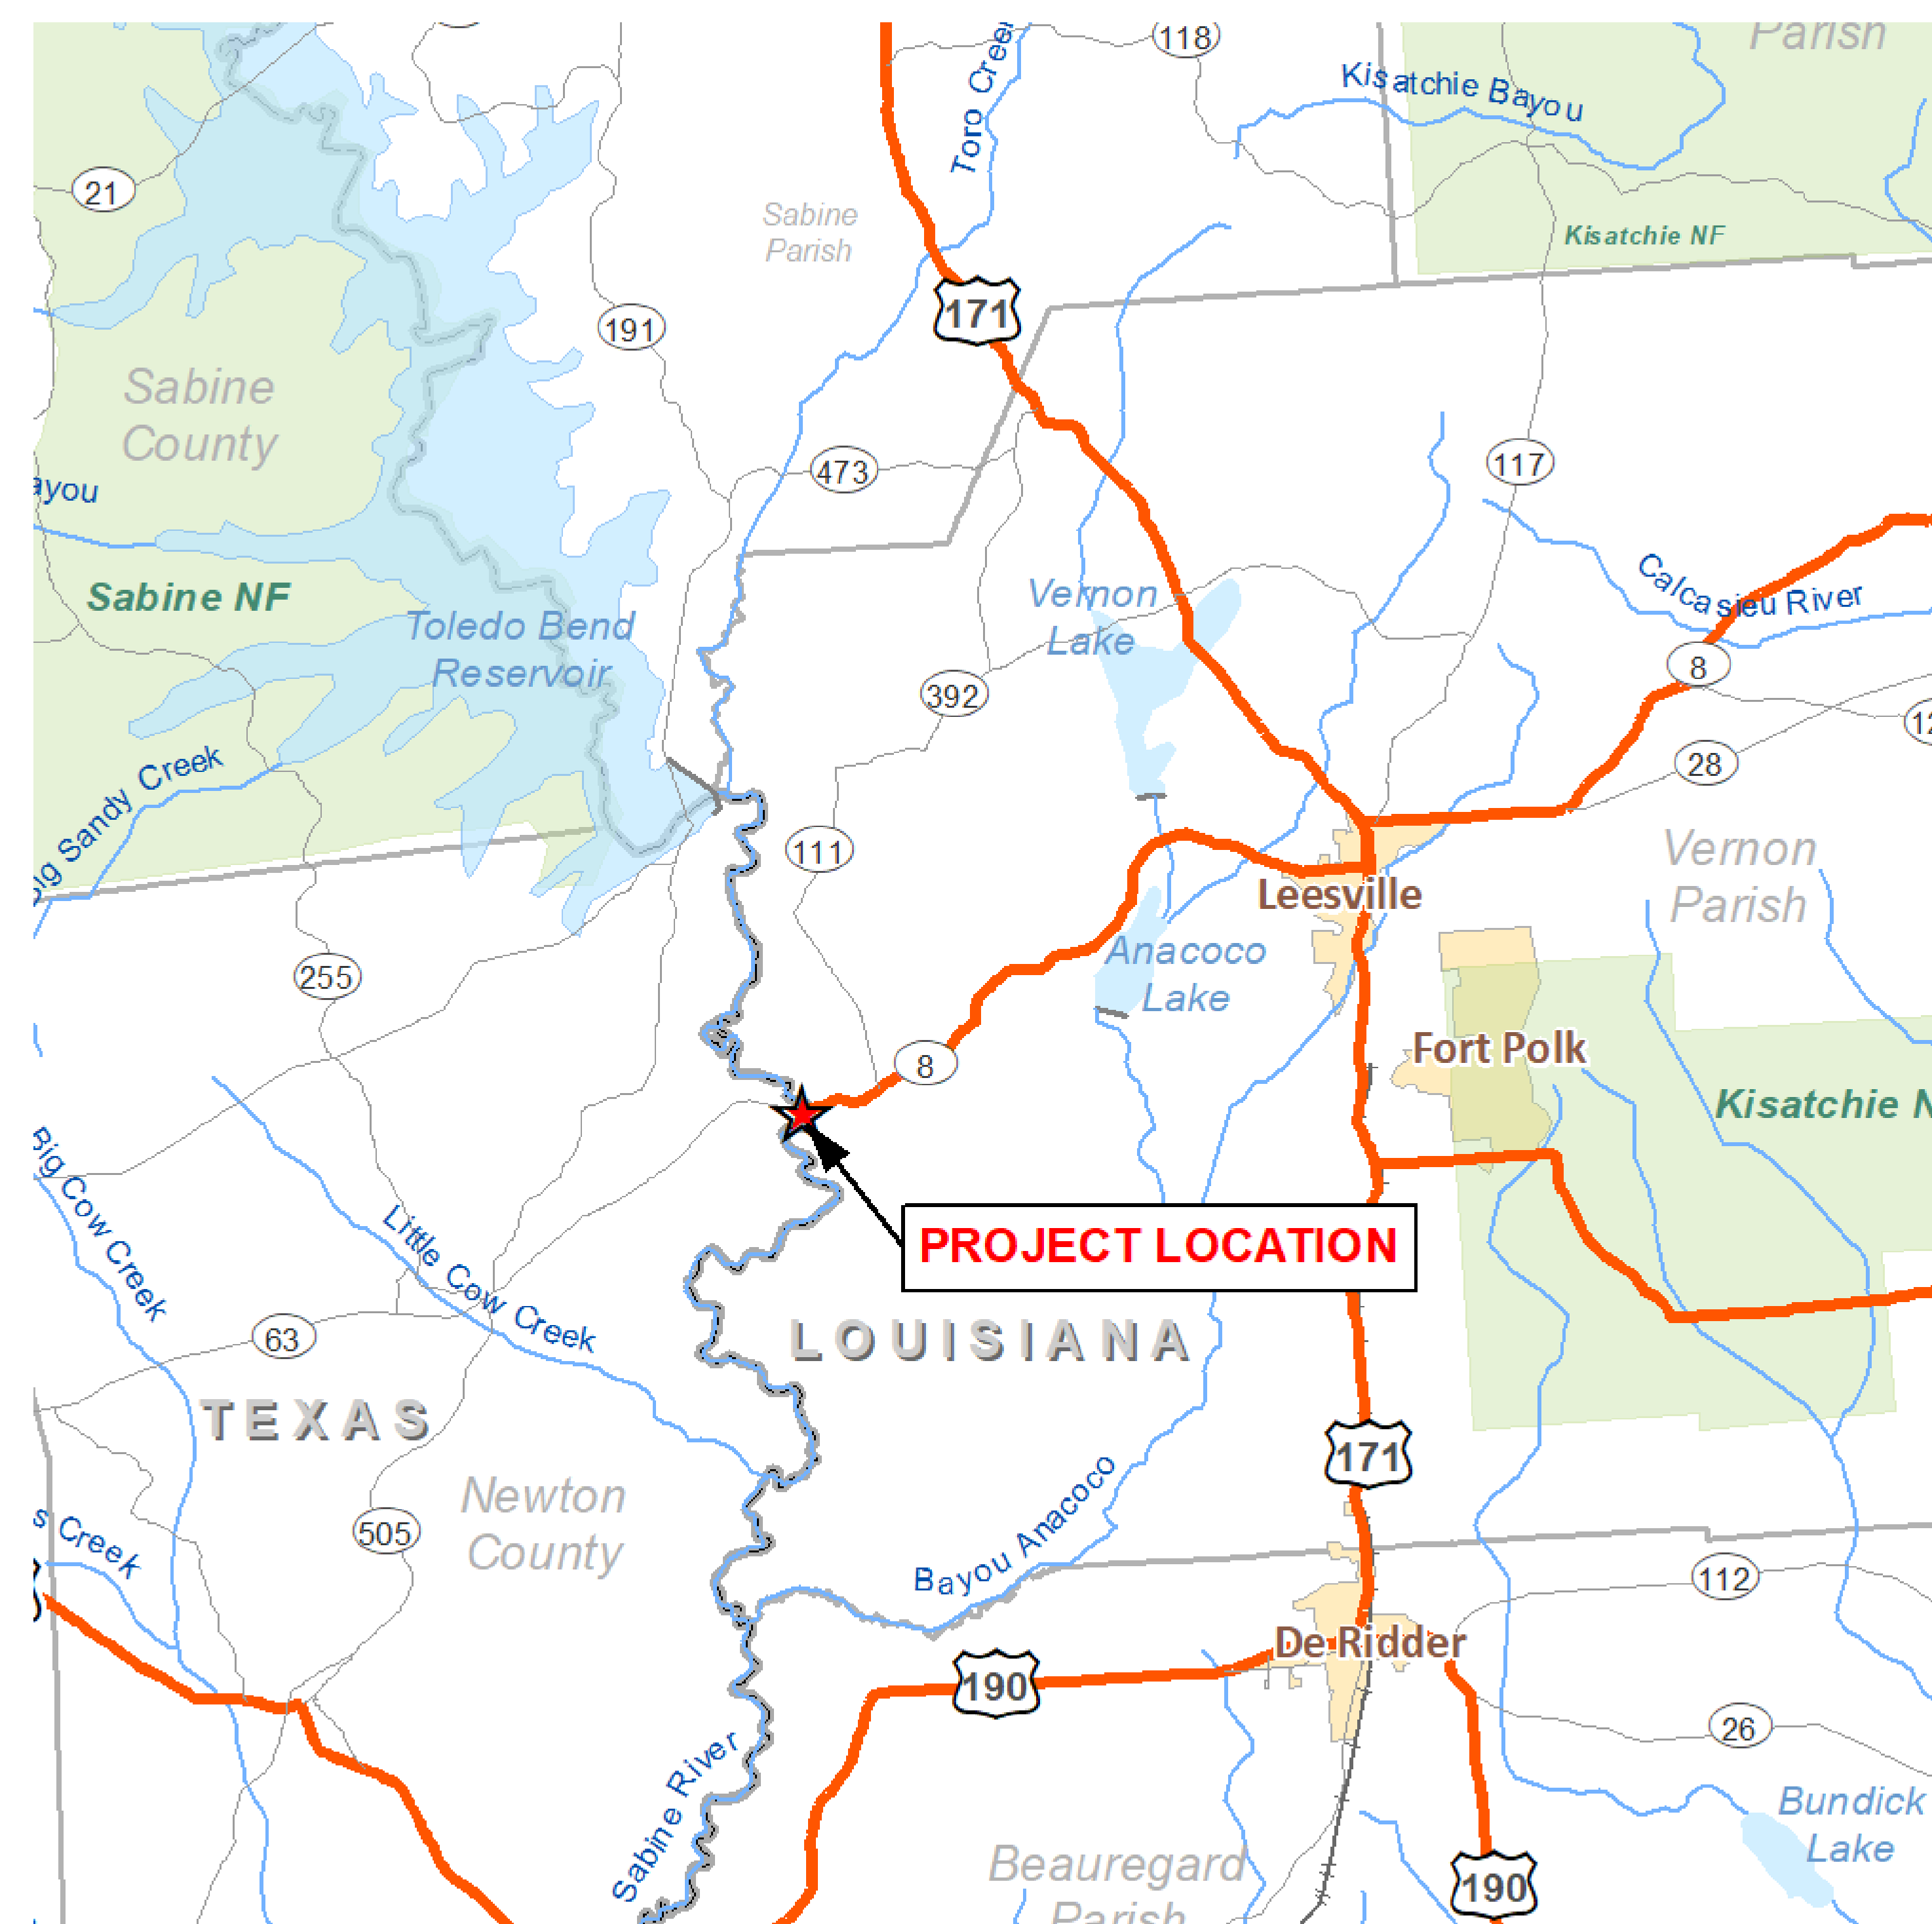 Parish
118
Toro Creek
Kisatchie Bayou
21
Sabine
Parish
Kisatchie NF
171
191
Sabine
County
473
117
ayou
Sabine NF
Toledo Bend
Reservoir
Vernon
Lake
Calcasieu River
8
392
12
28
Big Sandy Creek
111
Vernon
Parish
Leesville
Anacoco
Lake
255
Fort Polk
8
Kisatchie N
Big Cow Creek
Little Cow Creek
PROJECT LOCATION
63
LOUISIANA
TEXAS
171
Newton
County
505
s Creek
Bayou Anacoco
112
De Ridder
190
26
Sabine River
Bundick
Lake
Beauregard
Parish
190